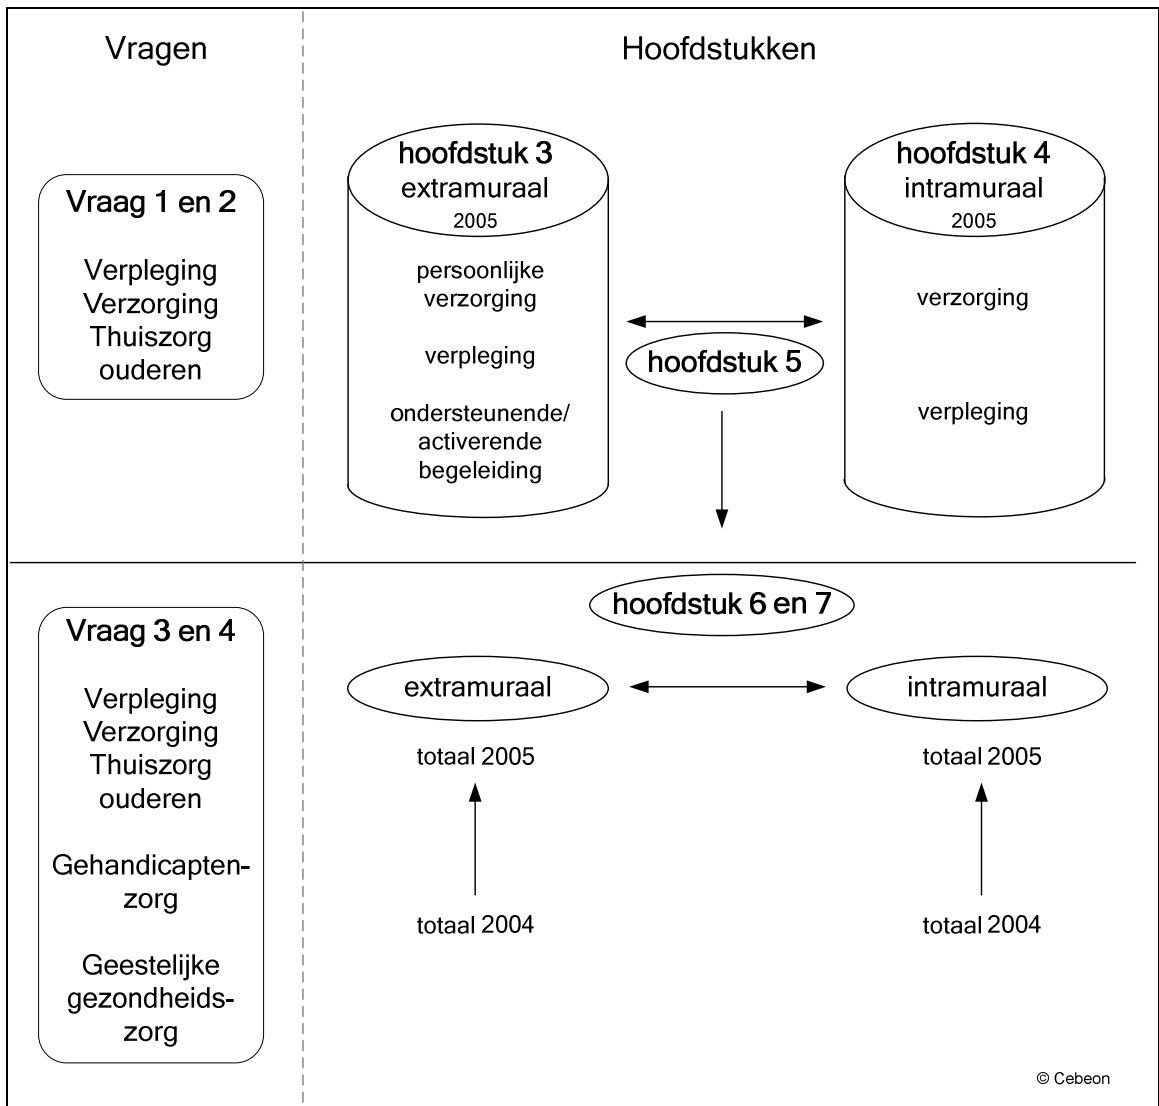 Vragen
Hoofdstukken
Vraag 1 en 2
Verpleging
Verzorging
Thuiszorg
ouderen
hoofdstuk 3
extramuraal
2005
persoonlijke
verzorging
verpleging
ondersteunende/
activerende
begeleiding
hoofdstuk 5
hoofdstuk 4
intramuraal
2005
verzorging
verpleging
Vraag 3 en 4
Verpleging
Verzorging
Thuiszorg
ouderen
Gehandicapten-
zorg
Geestelijke
gezondheids-
zorg
hoofdstuk 6 en 7
extramuraal
totaal 2005
totaal 2004
intramuraal
totaal 2005
totaal 2004
© Cebeon